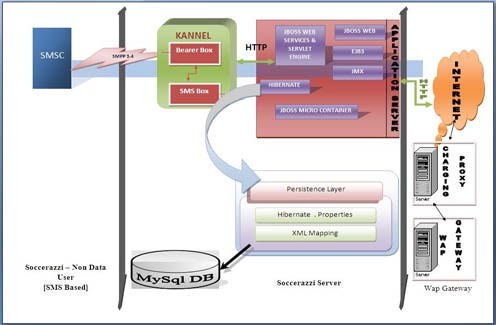 SMSC
SMPP 3-4
KANNEL
Bearer Box
SMS Box
HTTP
JBOSS WEB
SERVICES &
SERVLET
ENGINE
JBOSS WEB
EJB3
JMX
HIBERNATE
JBOSS MICRO CONTAINER
APPLICATION SERVER
HTTP
INTERNET
CHARGING
PROXY
Server
WAP
GATEWAY
Server
Wap Gateway
Persistence Layer
Hibernate . Properties
XML Mapping
MySql DB
Soccerazzi – Non Data
User
[SMS Based]
Soccerazzi Server